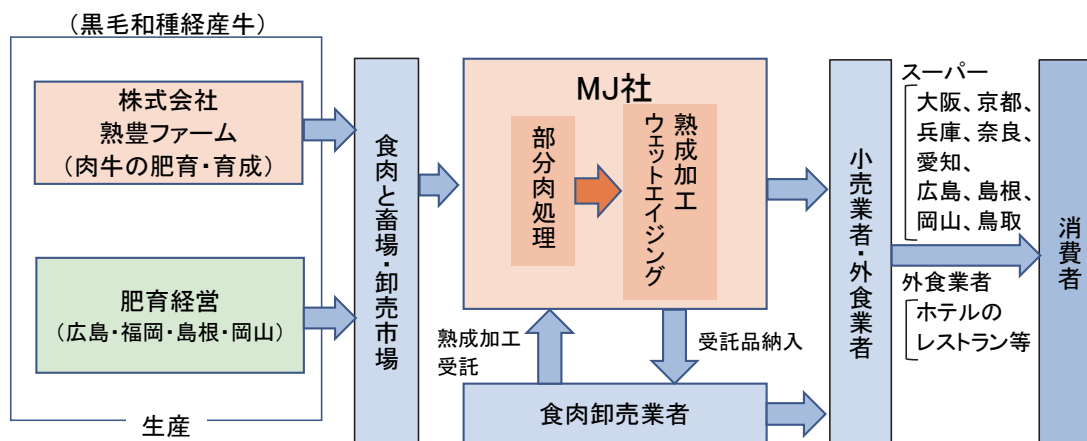 (黒毛和種経産牛)
株式会社
熟豊ファーム
(肉牛の肥育・育成)
肥育経営
(広島・福岡・島根・岡山)
生産
食肉と畜場・卸売市場
MJ社
部分肉処理
熟成加工
ウェットエイジング
熟成加工
受託
受託品納入
食肉卸売業者
小売業者・外食業者
スーパー
大阪、京都、
兵庫、奈良、
愛知、
広島、島根、
岡山、鳥取
外食業者
ホテルの
レストラン等
消費者